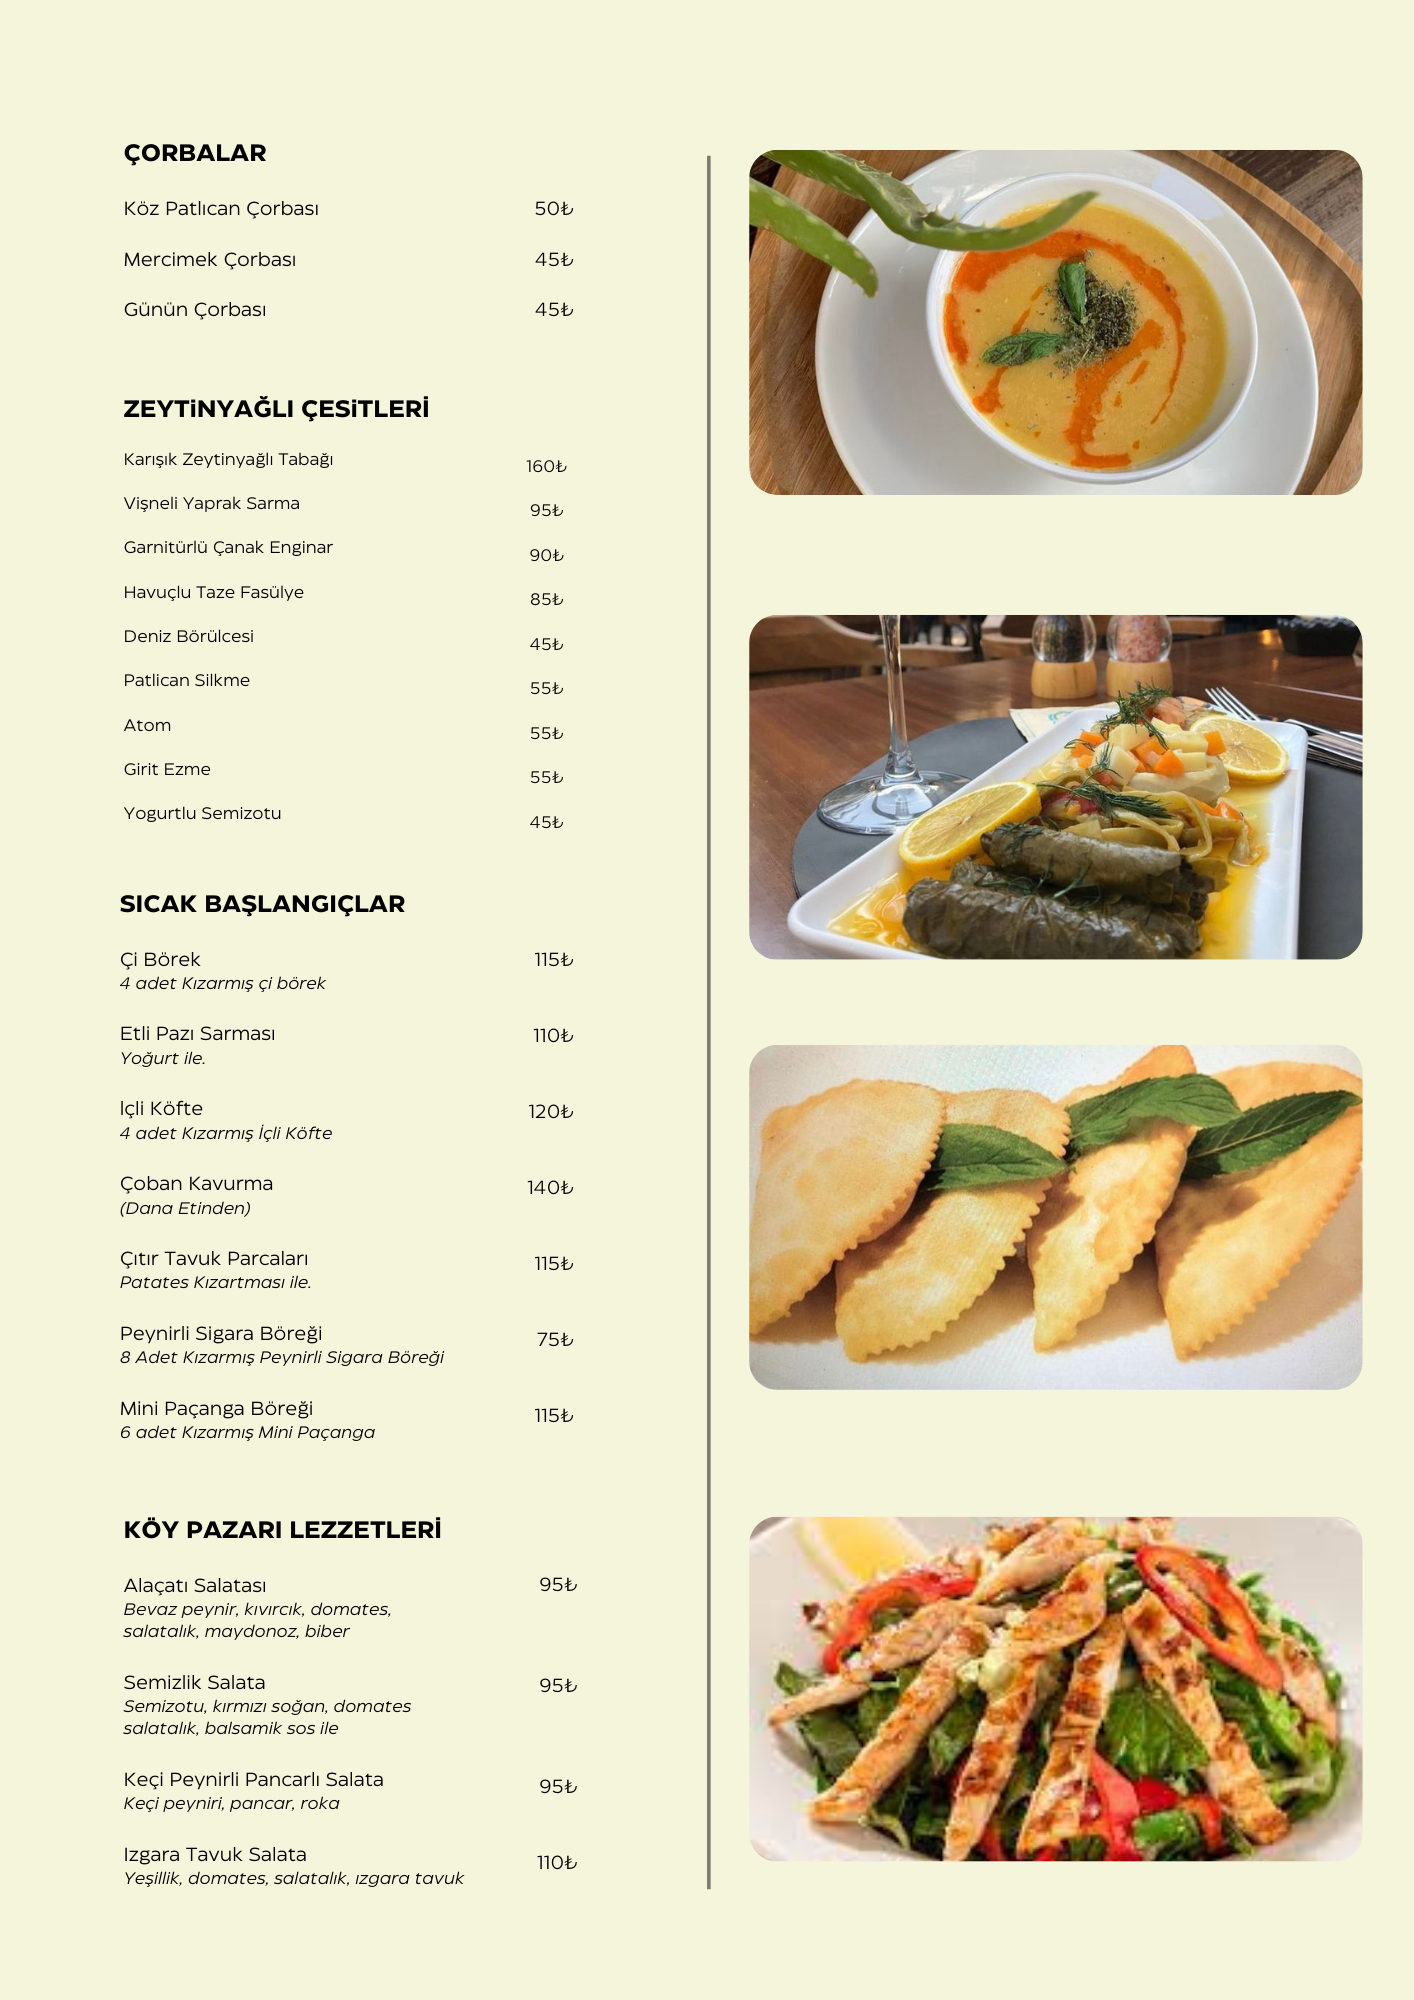 ÇORBALAR
Köz Patlıcan Çorbası 50₺
Mercimek Çorbası 45₺
Günün Çorbası 45₺
ZEYTiNYAĞLI ÇESiTLERİ
Karışık Zeytinyağlı Tabağı 160₺
Vişneli Yaprak Sarma 95₺
Garnitürlü Çanak Enginar 90₺
Havuçlu Taze Fasülye 85₺
Deniz Börülcesi 45₺
Patlican Silkme 55₺
Atom 55₺
Girit Ezme 55₺
Yogurtlu Semizotu 45₺
SICAK BAŞLANGIÇLAR
Çi Börek 115₺
4 adet Kızarmış çi börek
Etli Pazı Sarması 110₺
Yoğurt ile.
lçli Köfte 120₺
4 adet Kızarmış İçli Köfte
Çoban Kavurma 140₺
(Dana Etinden)
Çıtır Tavuk Parcaları 115₺
Patates Kızartması ile.
Peynirli Sigara Böreği 75₺
8 Adet Kızarmış Peynirli Sigara Böreği
Mini Paçanga Böreği 115₺
6 adet Kızarmış Mini Paçanga
KÖY PAZARI LEZZETLERİ
Alaçatı Salatası 95₺
Bevaz peynir, kıvırcık, domates,
salatalık, maydonoz, biber
Semizlik Salata 95₺
Semizotu, kırmızı soğan, domates
salatalık, balsamik sos ile
Keçi Peynirli Pancarlı Salata 95₺
Keçi peyniri, pancar, roka
Izgara Tavuk Salata 110₺
Yeşillik, domates, salatalık, ızgara tavuk